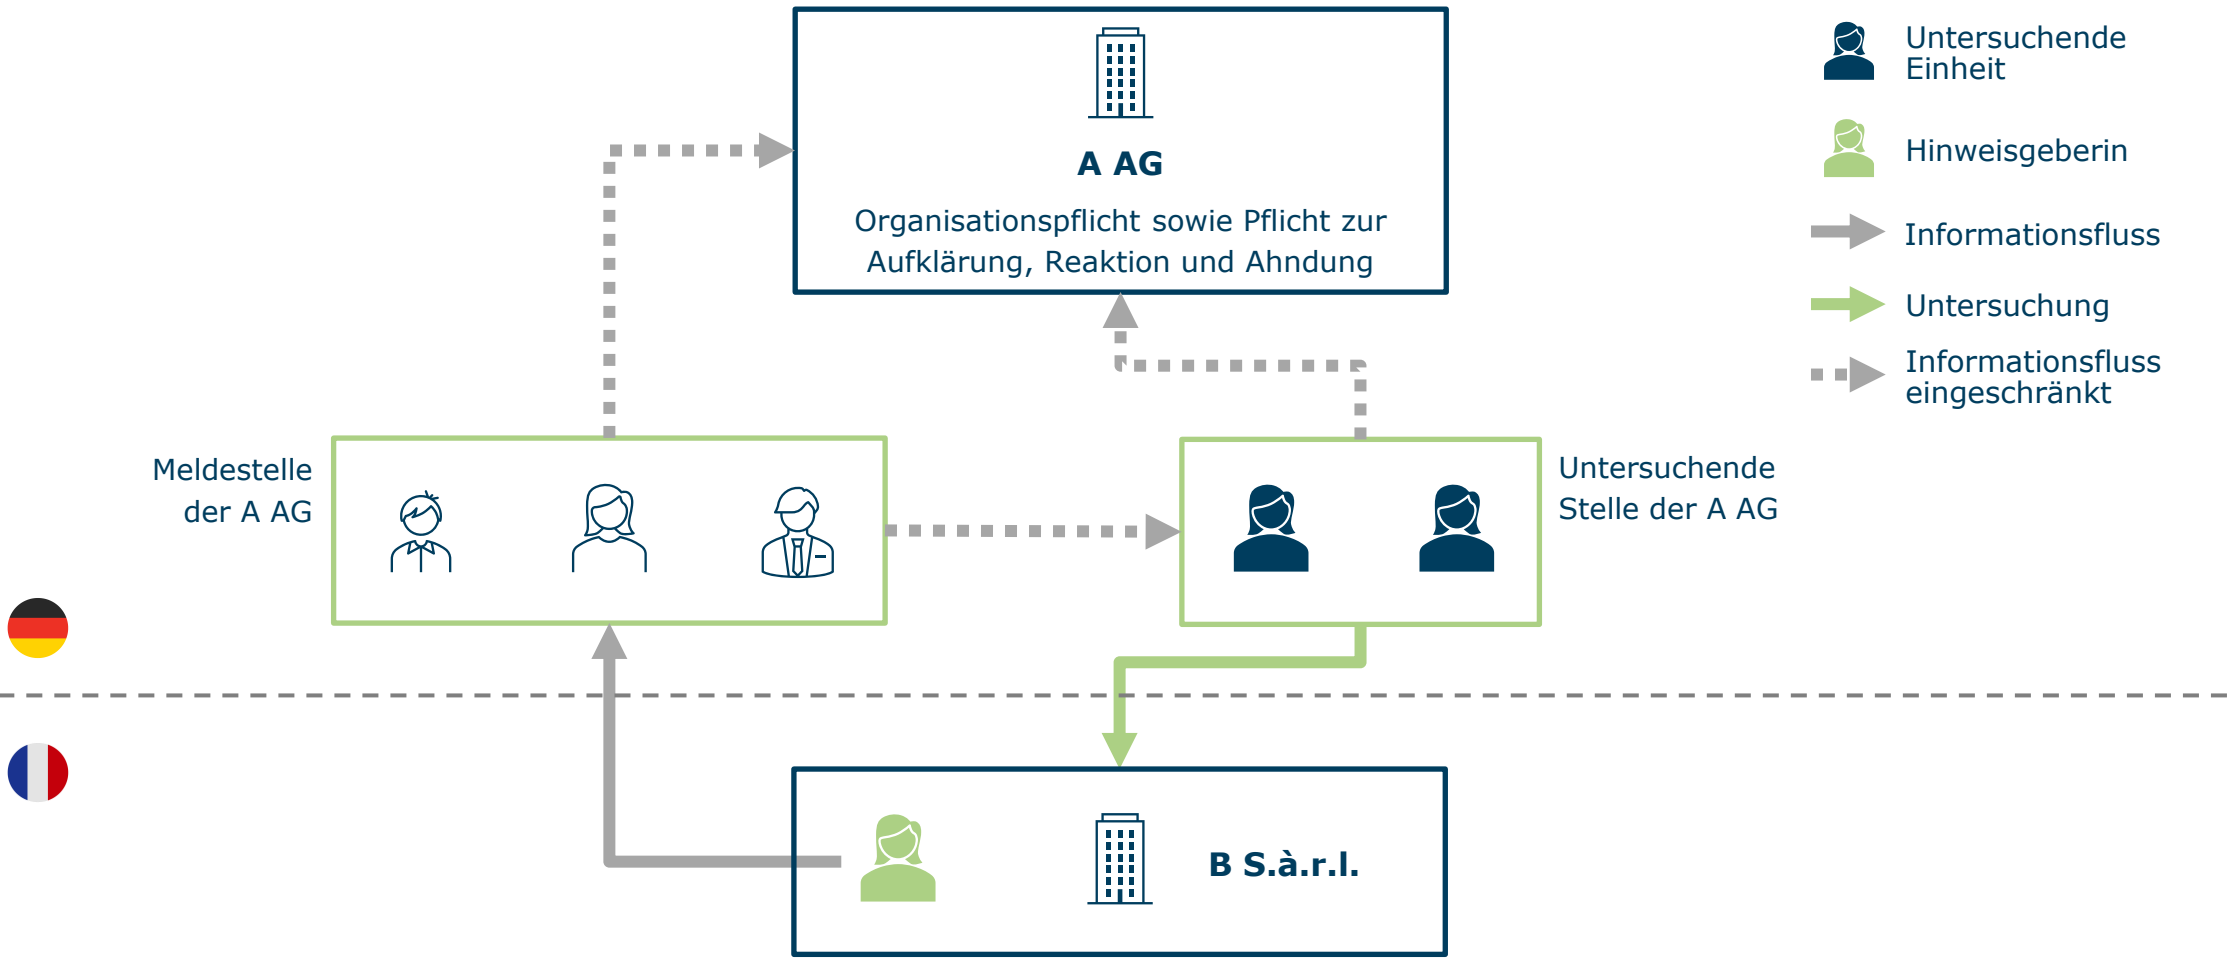 A AG
Organisationspflicht sowie Pflicht zur
Aufklärung, Reaktion und Ahndung
Untersuchende
Einheit
Hinweisgeberin
Informationsfluss
Untersuchung
Informationsfluss
eingeschränkt
Meldestelle
der A AG
Untersuchende
Stelle der A AG
B S.à.r.l.